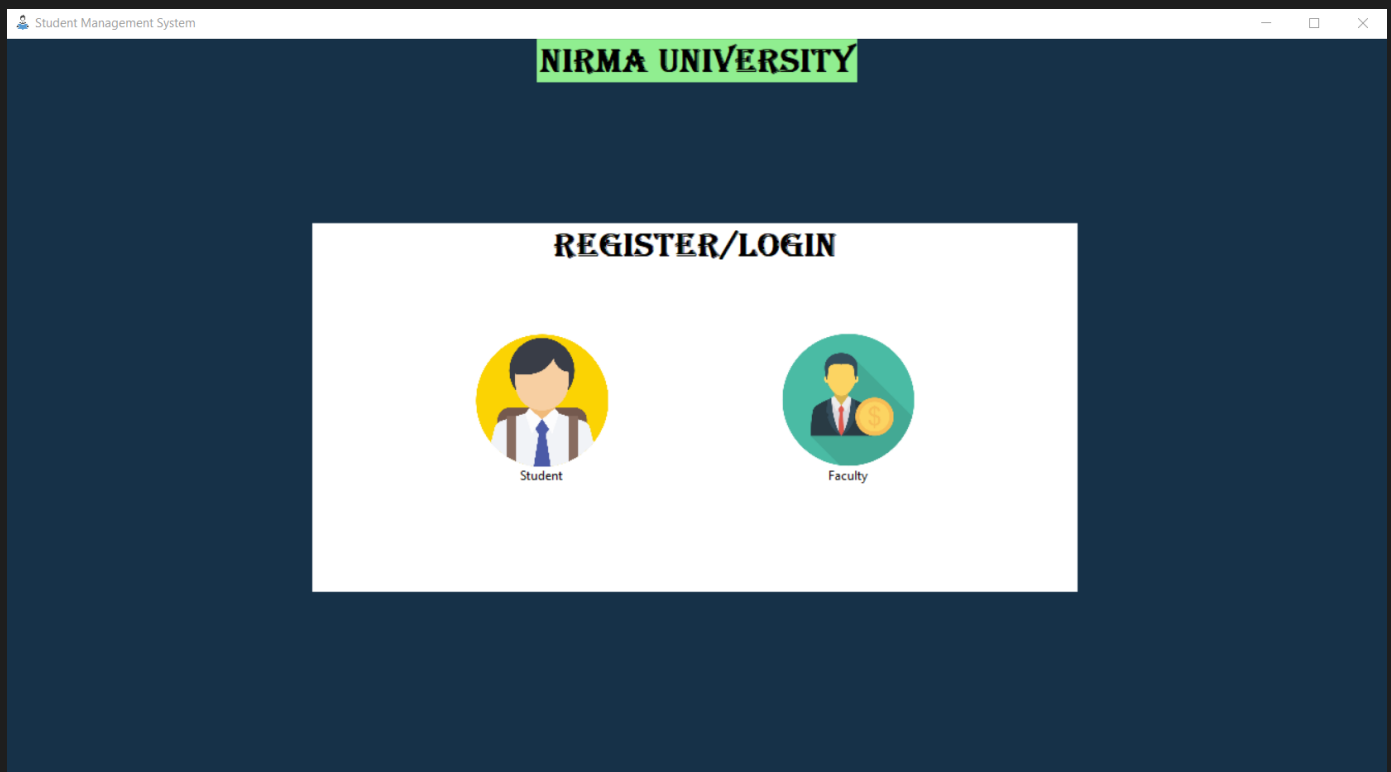 Student Management System
NIRMA UNIVERSITY
REGISTER/LOGIN
Student
Faculty
$